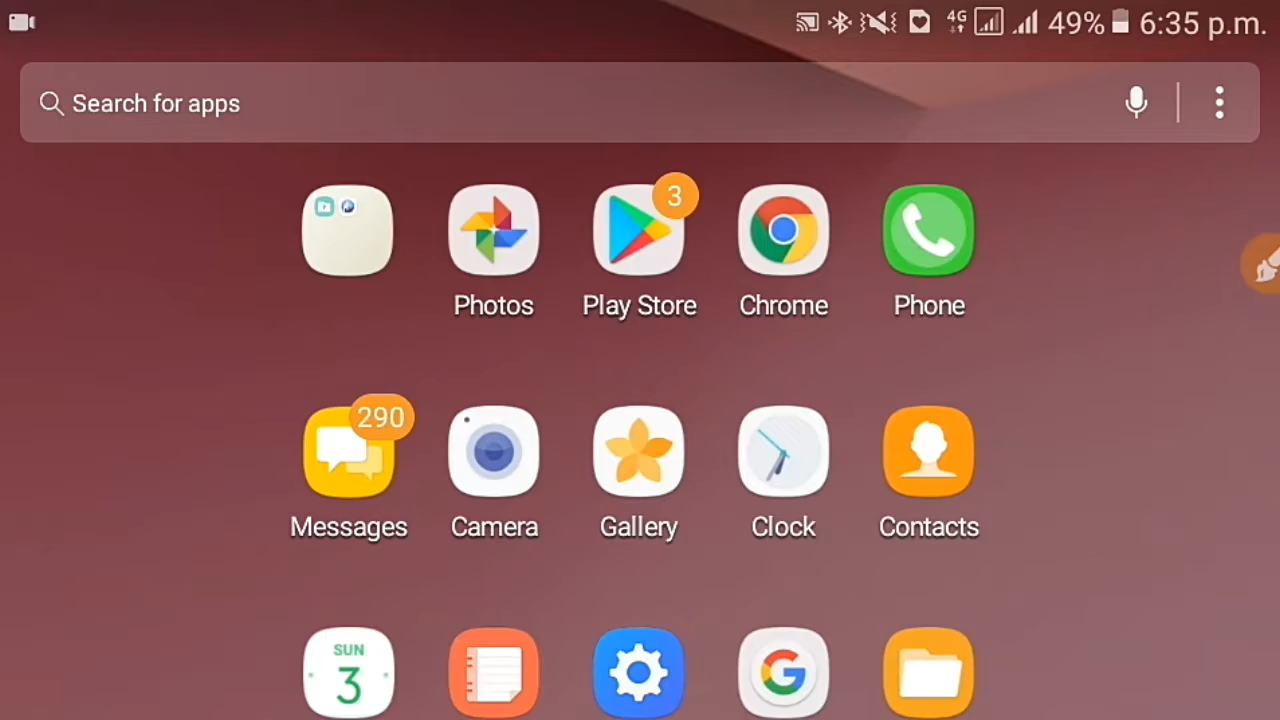 4G 49% 6:35 p.m.
Search for apps
3
Photos Play Store Chrome Phone
290
Messages Camera Gallery Clock Contacts
SUN
3